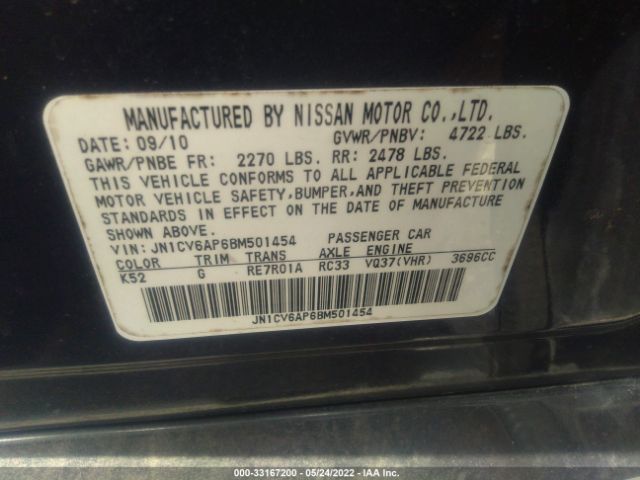 MANUFACTURED BY NISSAN MOTOR CO.,LTD.
DATE: 09/10 GVWR/PNBV: 4722 LBS.
GAWR/PNBE FR: 2270 LBS. RR: 2478 LBS.
THIS VEHICLE CONFORMS TO ALL APPLICABLE FEDERAL
MOTOR VEHICLE SAFETY,BUMPER,AND THEFT PREVENTION
STANDARDS IN EFFECT ON THE DATE OF MANUFACTURE
SHOWN ABOVE.
VIN: JN1CV6AP6BM501454 PASSENGER CAR
COLOR TRIM TRANS AXLE ENGINE
K52 G RE7R01A RC33 VQ37(VHR) 3696CC
JN1CV6AP6BM501454
000-33167200 - 05/24/2022 - IAA Inc.